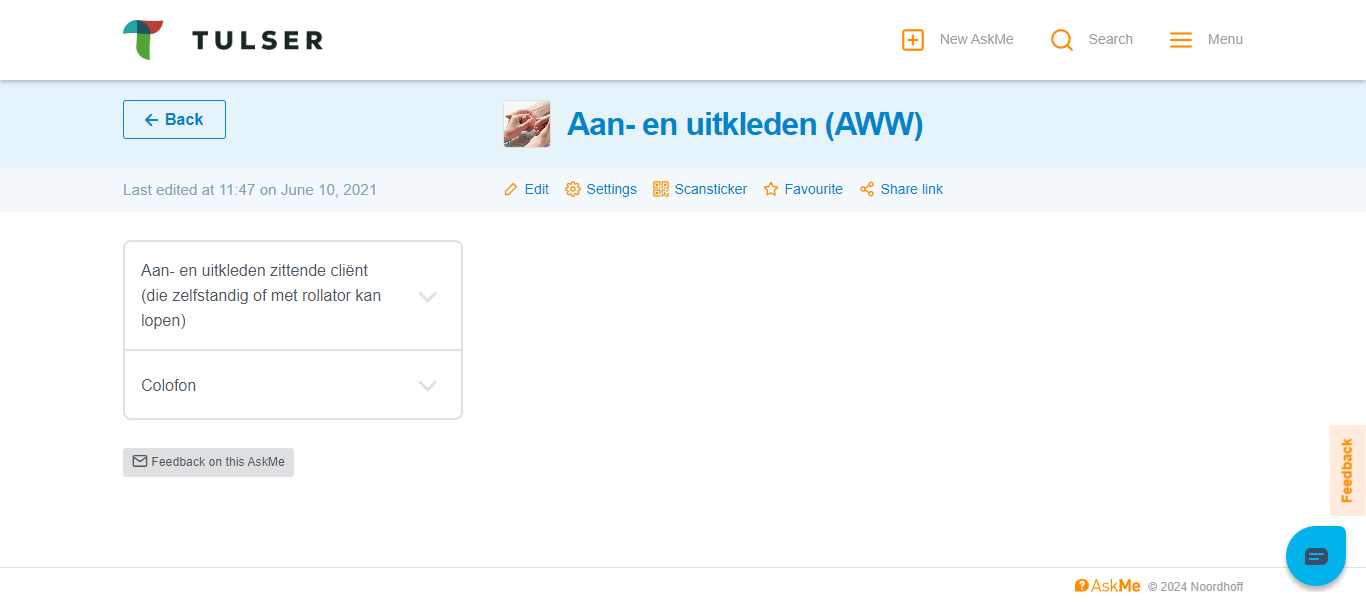 TULSER
New AskMe
Search
Menu
Back
Aan- en uitkleden (AWW)
Last edited at 11:47 on June 10, 2021
Edit
Settings
Scansticker
Favourite
Share link
Aan- en uitkleden zittende cliënt
(die zelfstandig of met rollator kan
lopen)
Colofon
Feedback on this AskMe
Feedback
AskMe © 2024 Noordhoff